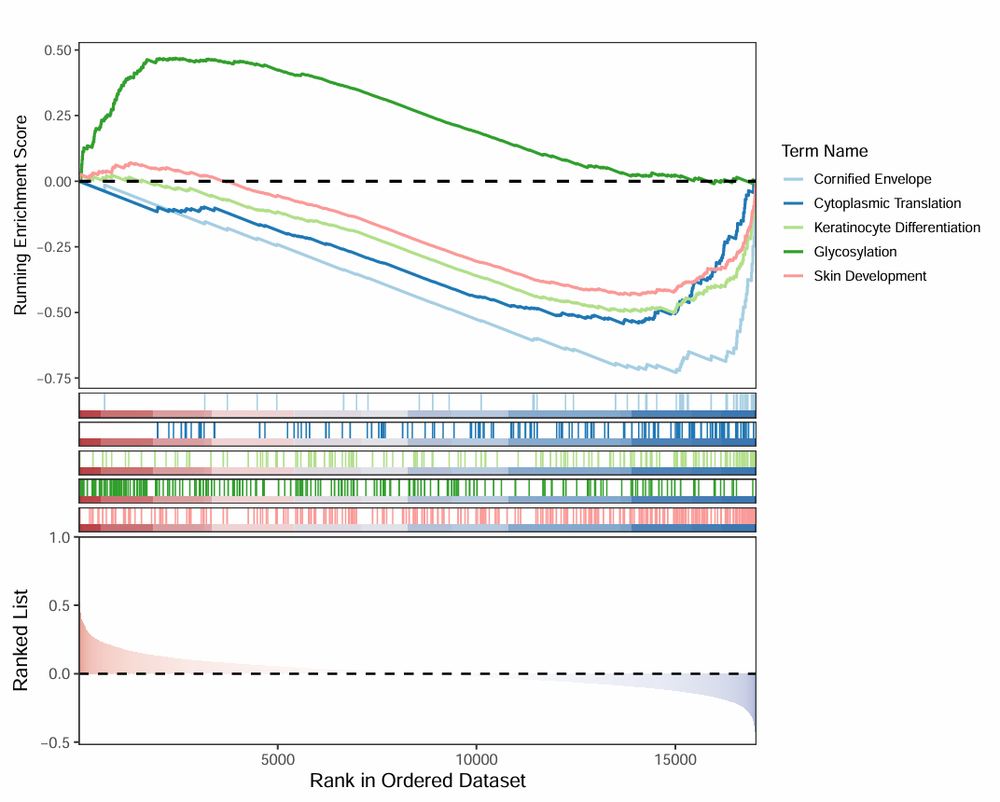 Running Enrichment Score
0.50
0.25
0.00
−0.25
−0.50
−0.75
Term Name
Cornified Envelope
Cytoplasmic Translation
Keratinocyte Differentiation
Glycosylation
Skin Development
Ranked List
1.0
0.5
0.0
−0.5
5000 10000 15000
Rank in Ordered Dataset